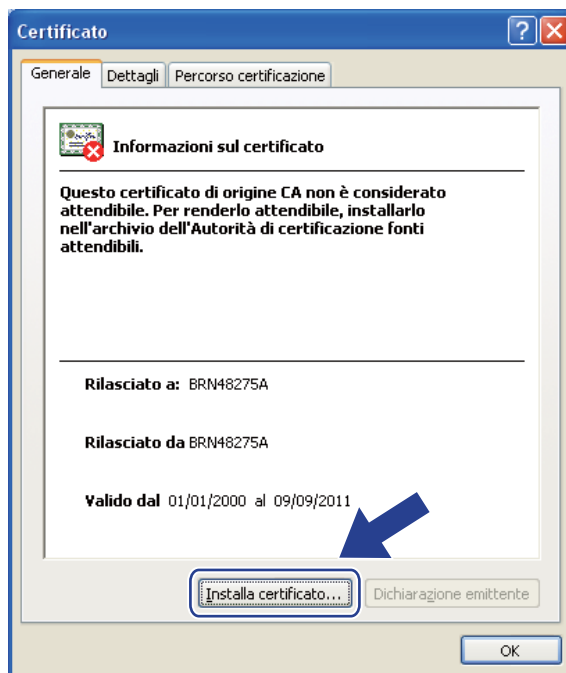 Certificato
Generale Dettagli Percorso certificazione
Informazioni sul certificato
Questo certificato di origine CA non è considerato
attendibile. Per renderlo attendibile, installarlo
nell'archivio dell'Autorità di certificazione fonti
attendibili.
Rilasciato a: BRN48275A
Rilasciato da BRN48275A
Valido dal 01/01/2000 al 09/09/2011
Installa certificato... Dichiarazione emittente
OK